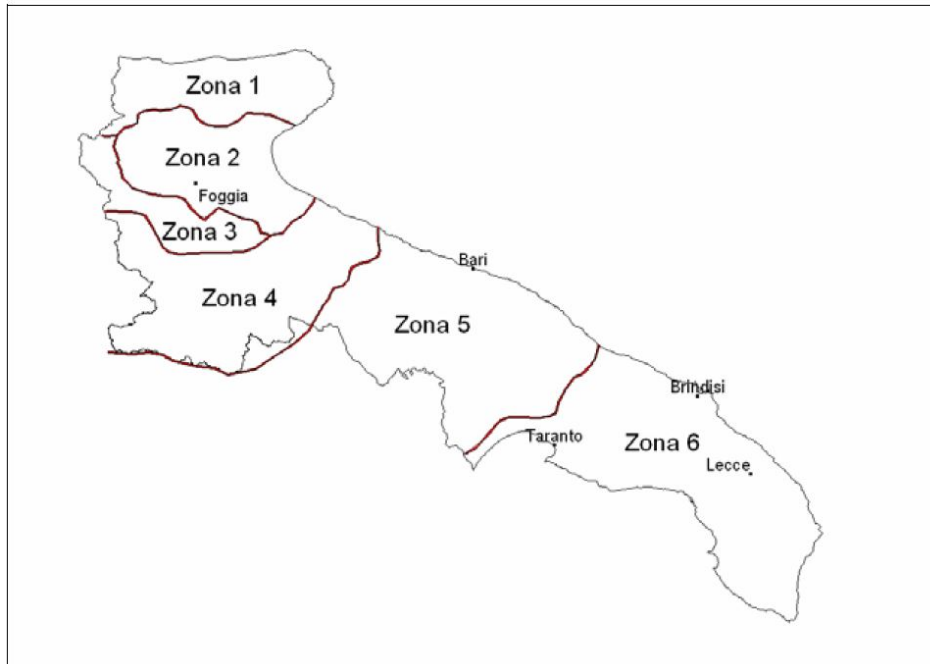 Zona 1
Zona 2
Foggia
Zona 3
Bari
Zona 4
Zona 5
Brindisi
Taranto
Zona 6
Lecce